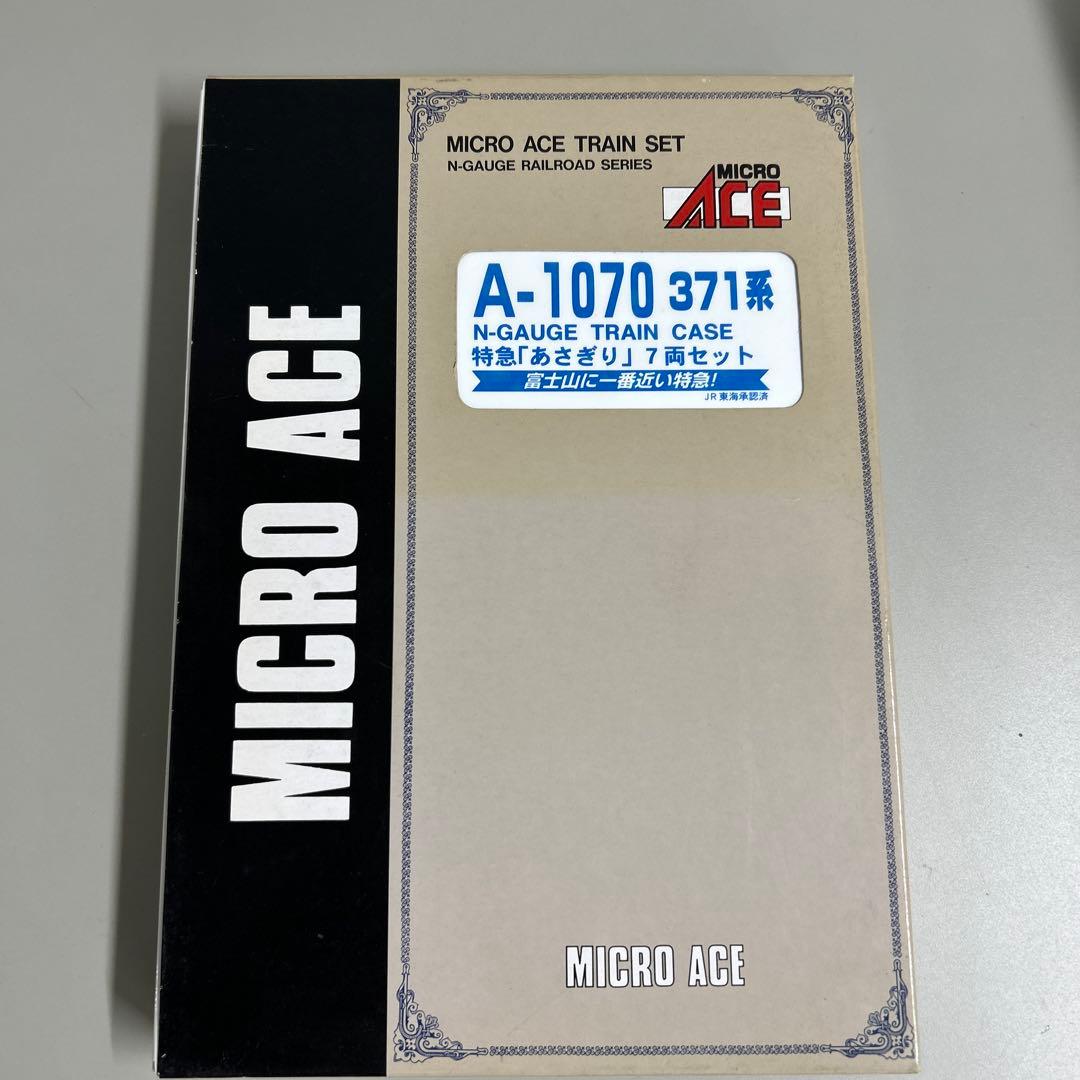 MICRO ACE
MICRO ACE TRAIN SET
N-GAUGE RAILROAD SERIES
MICRO
ACE
A-1070 371系
N-GAUGE TRAIN CASE
特急「あさぎり」7両セット
富士山に一番近い特急!
JR東海承認済
MICRO ACE